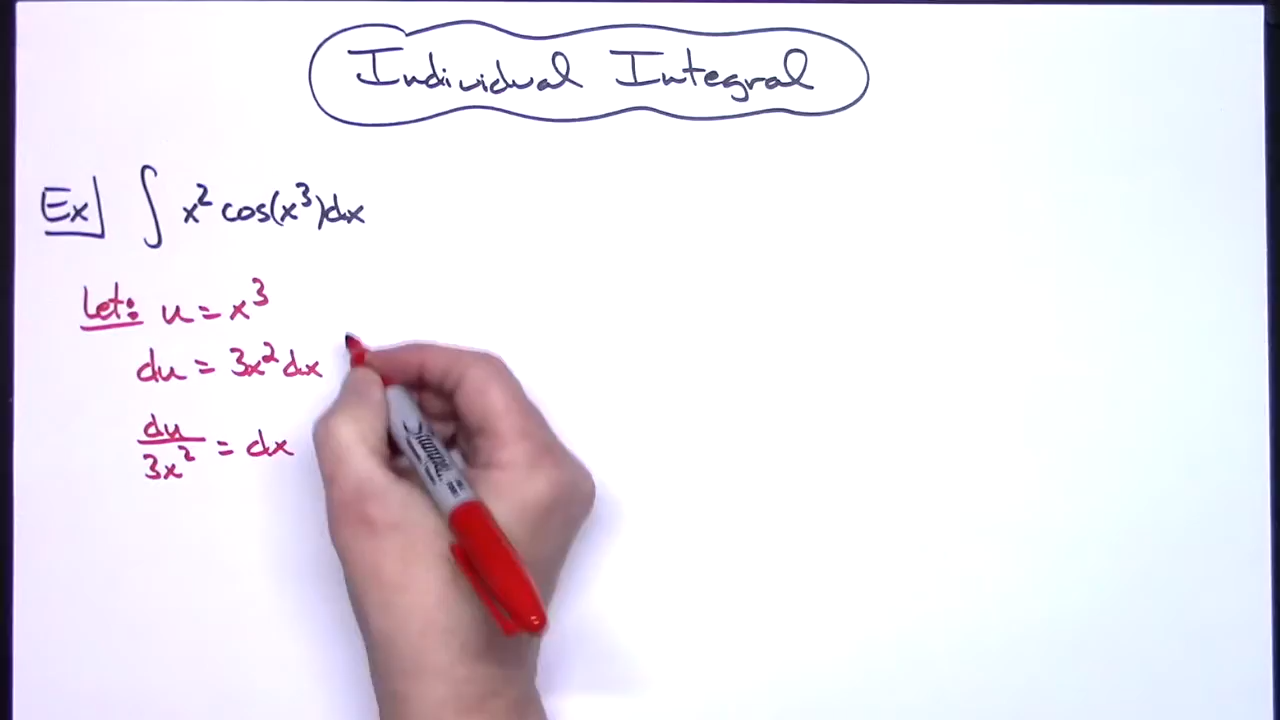 Individual Integral
Ex ∫ x² cos(x³)dx
Let: u = x³
du = 3x² dx
du/3x² = dx